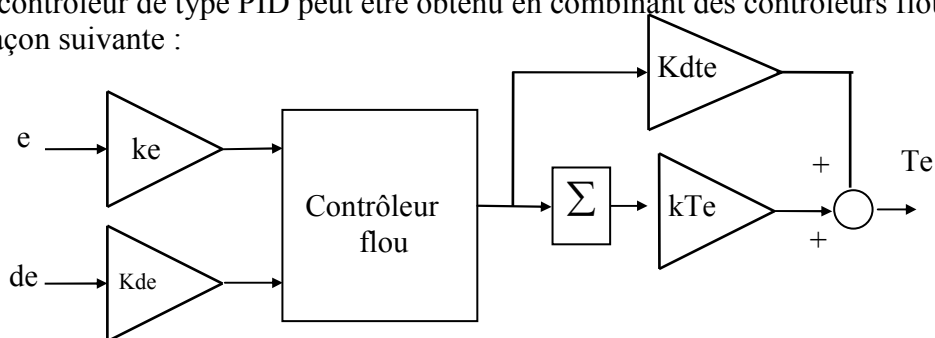 contrôleur de type PID peut être obtenu en combinant des contrôleurs flou
açon suivante :
Kdte
e
ke
+
Te
Contrôleur
flou
Σ
kTe
+
de
Kde